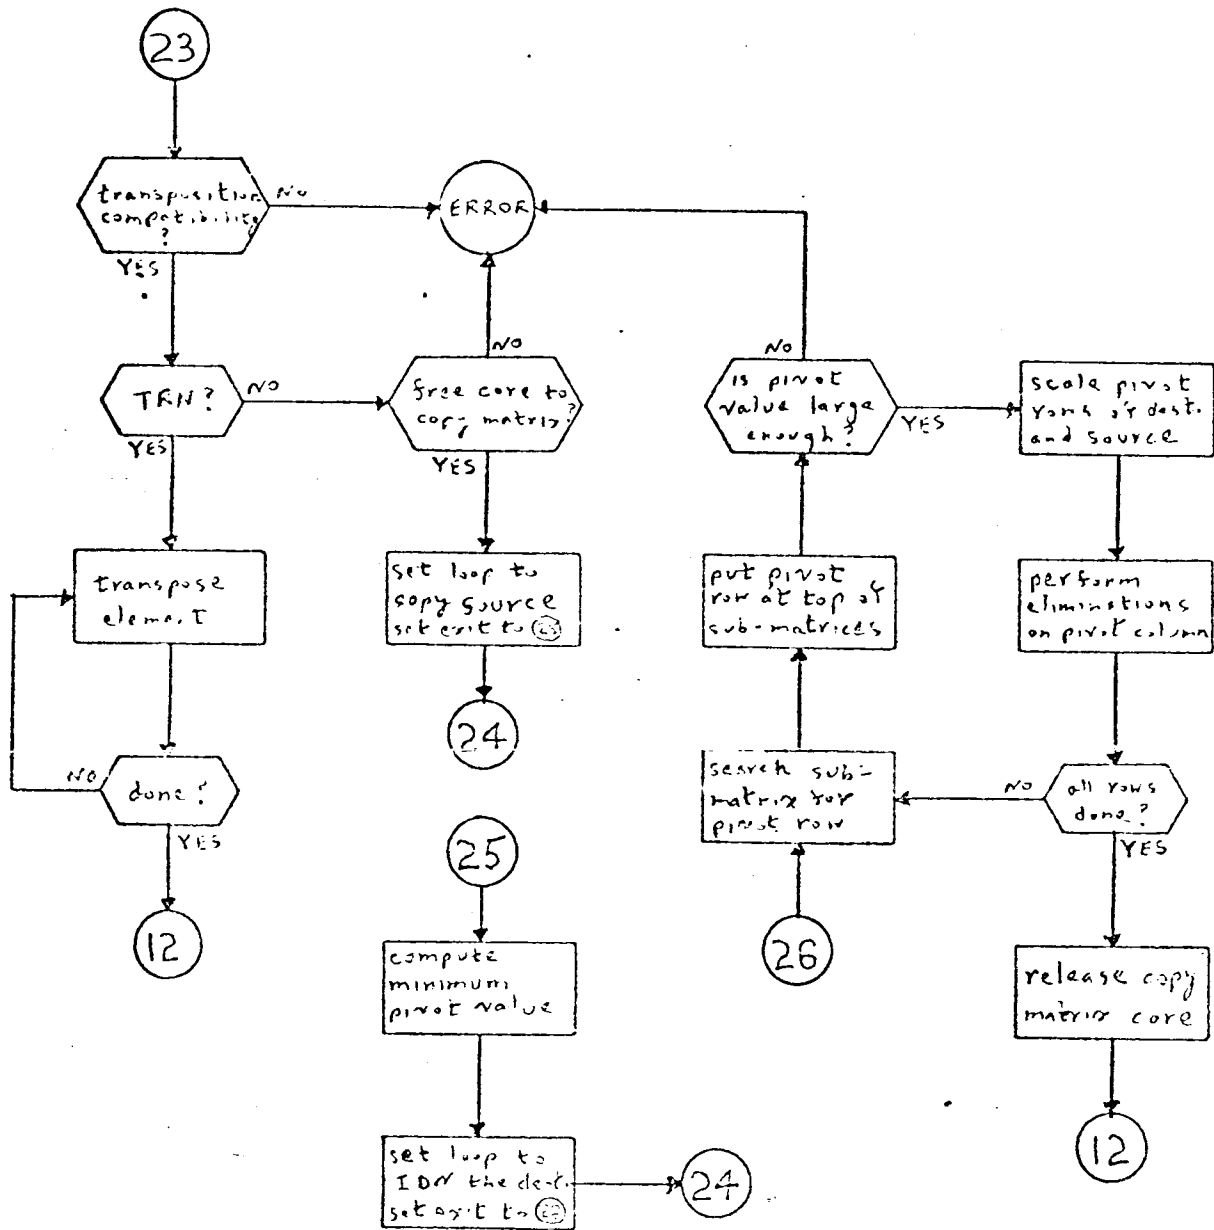 23
transposition
compatibility
?
NO
YES
ERROR
TRN?
NO
YES
free core to
copy matrix?
NO
YES
transpose
element
done?
NO
YES
12
set loop to
copy source
set exit to 25
24
25
compute
minimum
pivot value
set loop to
IDN the dest.
set exit to
24
is pivot
value large
enough?
NO
YES
put pivot
row at top of
sub-matrices
search sub-
matrix for
pivot row
26
scale pivot
rows of dest.
and source
perform
eliminations
on pivot column
all rows
done?
NO
YES
release copy
matrix core
12